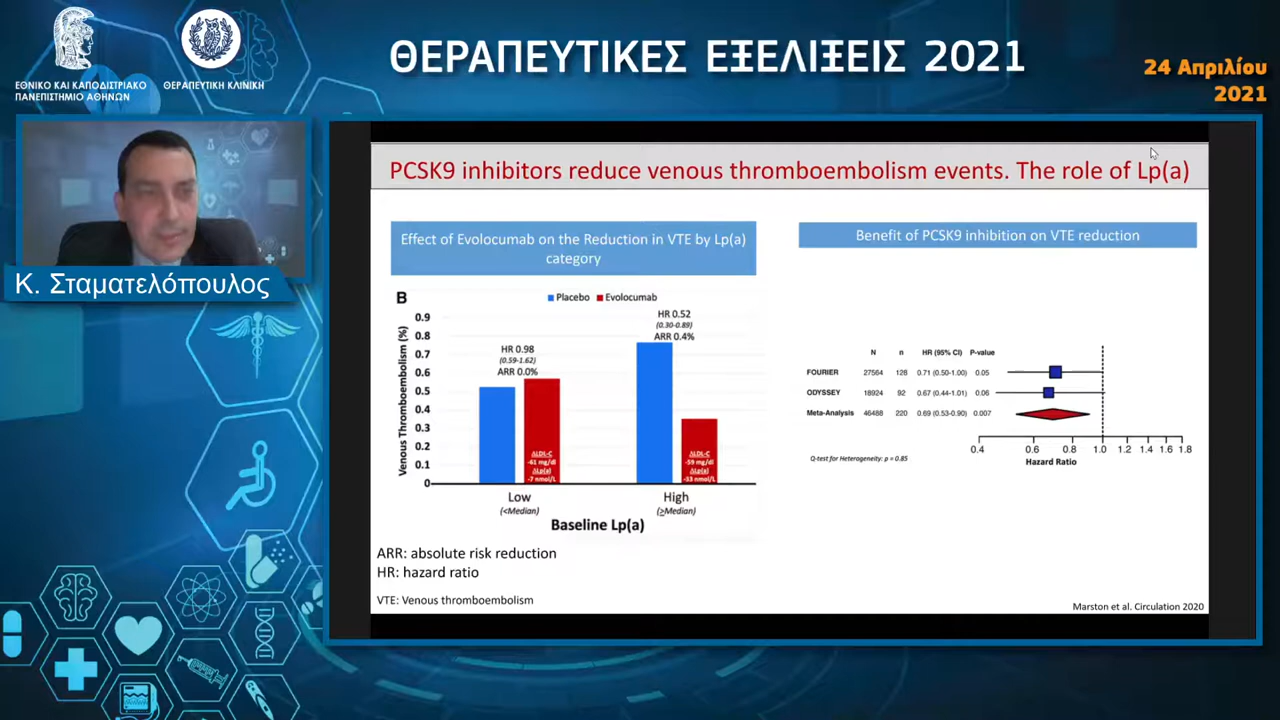 ΕΘΝΙΚΟ ΚΑΙ ΚΑΠΟΔΙΣΤΡΙΑΚΟ
ΠΑΝΕΠΙΣΤΗΜΙΟ ΑΘΗΝΩΝ
ΘΕΡΑΠΕΥΤΙΚΗ ΚΛΙΝΙΚΗ
ΘΕΡΑΠΕΥΤΙΚΕΣ ΕΞΕΛΙΞΕΙΣ 2021
24 Απριλίου
2021
Κ. Σταματελόπουλος
PCSK9 inhibitors reduce venous thromboembolism events. The role of Lp(a)
Effect of Evolocumab on the Reduction in VTE by Lp(a)
category
B
Placebo Evolocumab
Venous Thromboembolism (%)
0.9
0.8
0.7
0.6
0.5
0.4
0.3
0.2
0.1
0
HR 0.98
(0.59-1.62)
ARR 0.0%
HR 0.52
(0.30-0.89)
ARR 0.4%
ΔLDL-C
-61 mg/dl
ΔLp(a)
-7 nmol/L
ΔLDL-C
-59 mg/dl
ΔLp(a)
-33 nmol/L
Low
(<Median)
High
(≥Median)
Baseline Lp(a)
ARR: absolute risk reduction
HR: hazard ratio
VTE: Venous thromboembolism
Benefit of PCSK9 inhibition on VTE reduction
N n HR (95% CI) P-value
FOURIER 27564 128 0.71 (0.50-1.00) 0.05
ODYSSEY 18924 92 0.67 (0.44-1.01) 0.06
Meta-Analysis 46488 220 0.69 (0.53-0.90) 0.007
0.4 0.6 0.8 1.0 1.2 1.4 1.6 1.8
Q-test for Heterogeneity: p = 0.85
Hazard Ratio
Marston et al. Circulation 2020